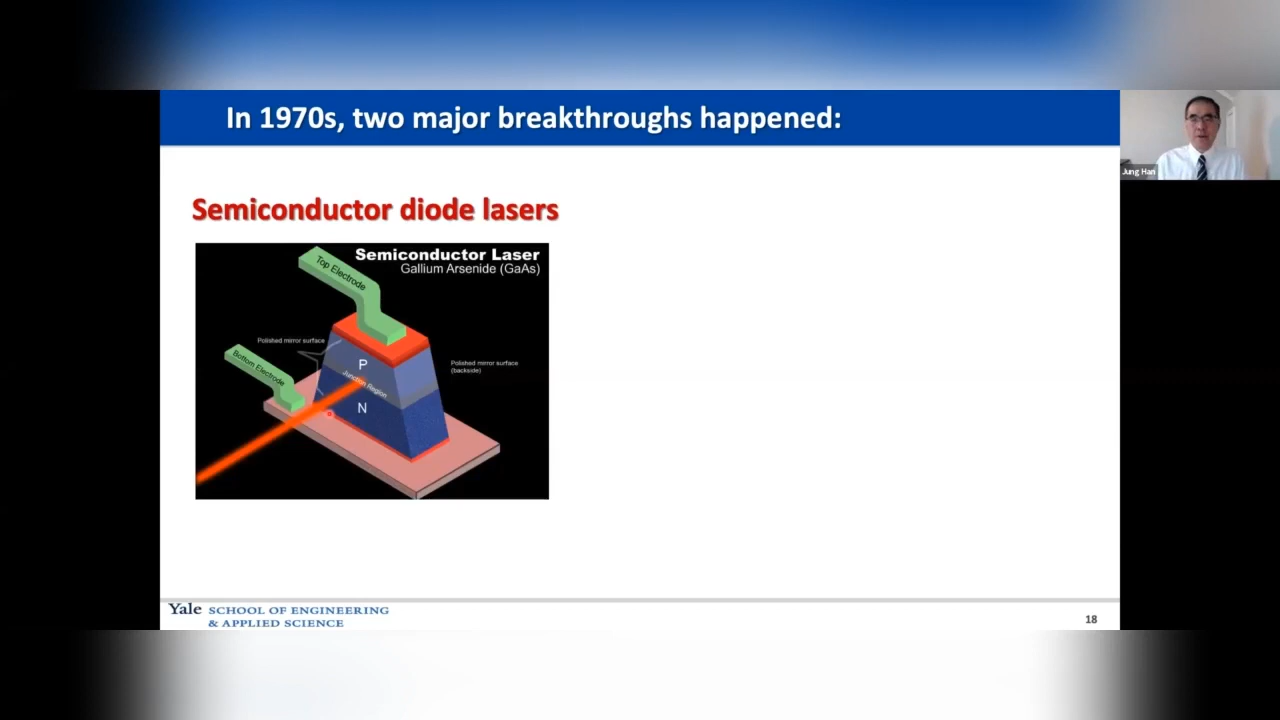 In 1970s, two major breakthroughs happened:
Jung Han
Semiconductor diode lasers
Semiconductor Laser
Gallium Arsenide (GaAs)
Top Electrode
Polished mirror surface
Bottom Electrode
P
Polished mirror surface
(backside)
Junction Region
N
Yale SCHOOL OF ENGINEERING
& APPLIED SCIENCE
18